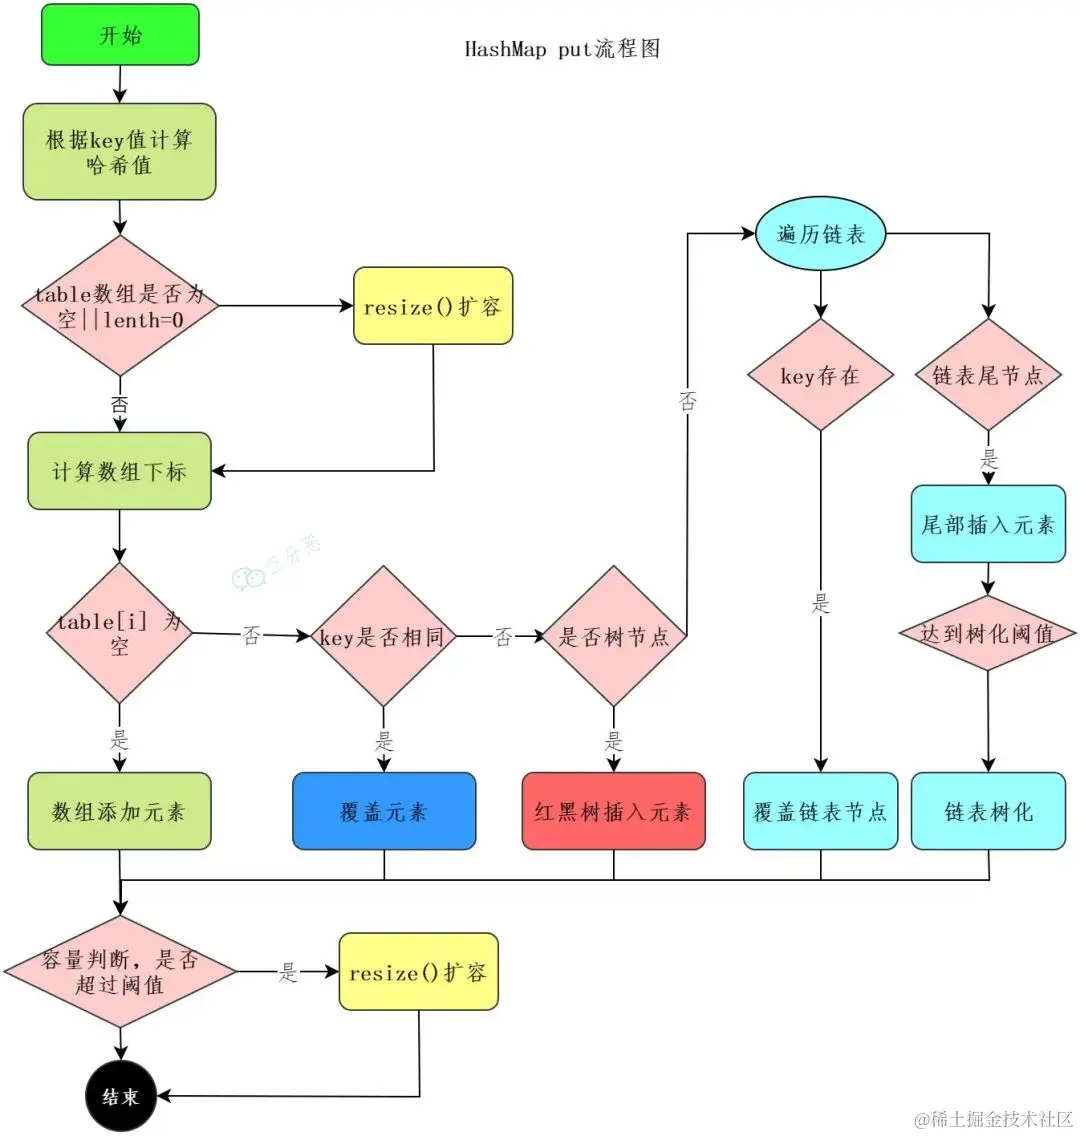 开始
HashMap put流程图
根据key值计算
哈希值
遍历链表
table数组是否为
空||lenth=0
resize()扩容
key存在
链表尾节点
否
否
是
计算数组下标
尾部插入元素
三分恶
table[i] 为
空
否
key是否相同
否
是否树节点
是
达到树化阈值
是
是
是
数组添加元素
覆盖元素
红黑树插入元素
覆盖链表节点
链表树化
容量判断，是否
超过阈值
是
resize()扩容
结束
@稀土掘金技术社区